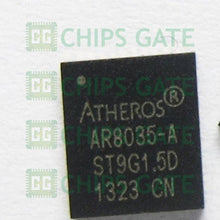 CHIPS GATE
ATHEROS®
AR8035-A
ST9G1.5D
1323 CN